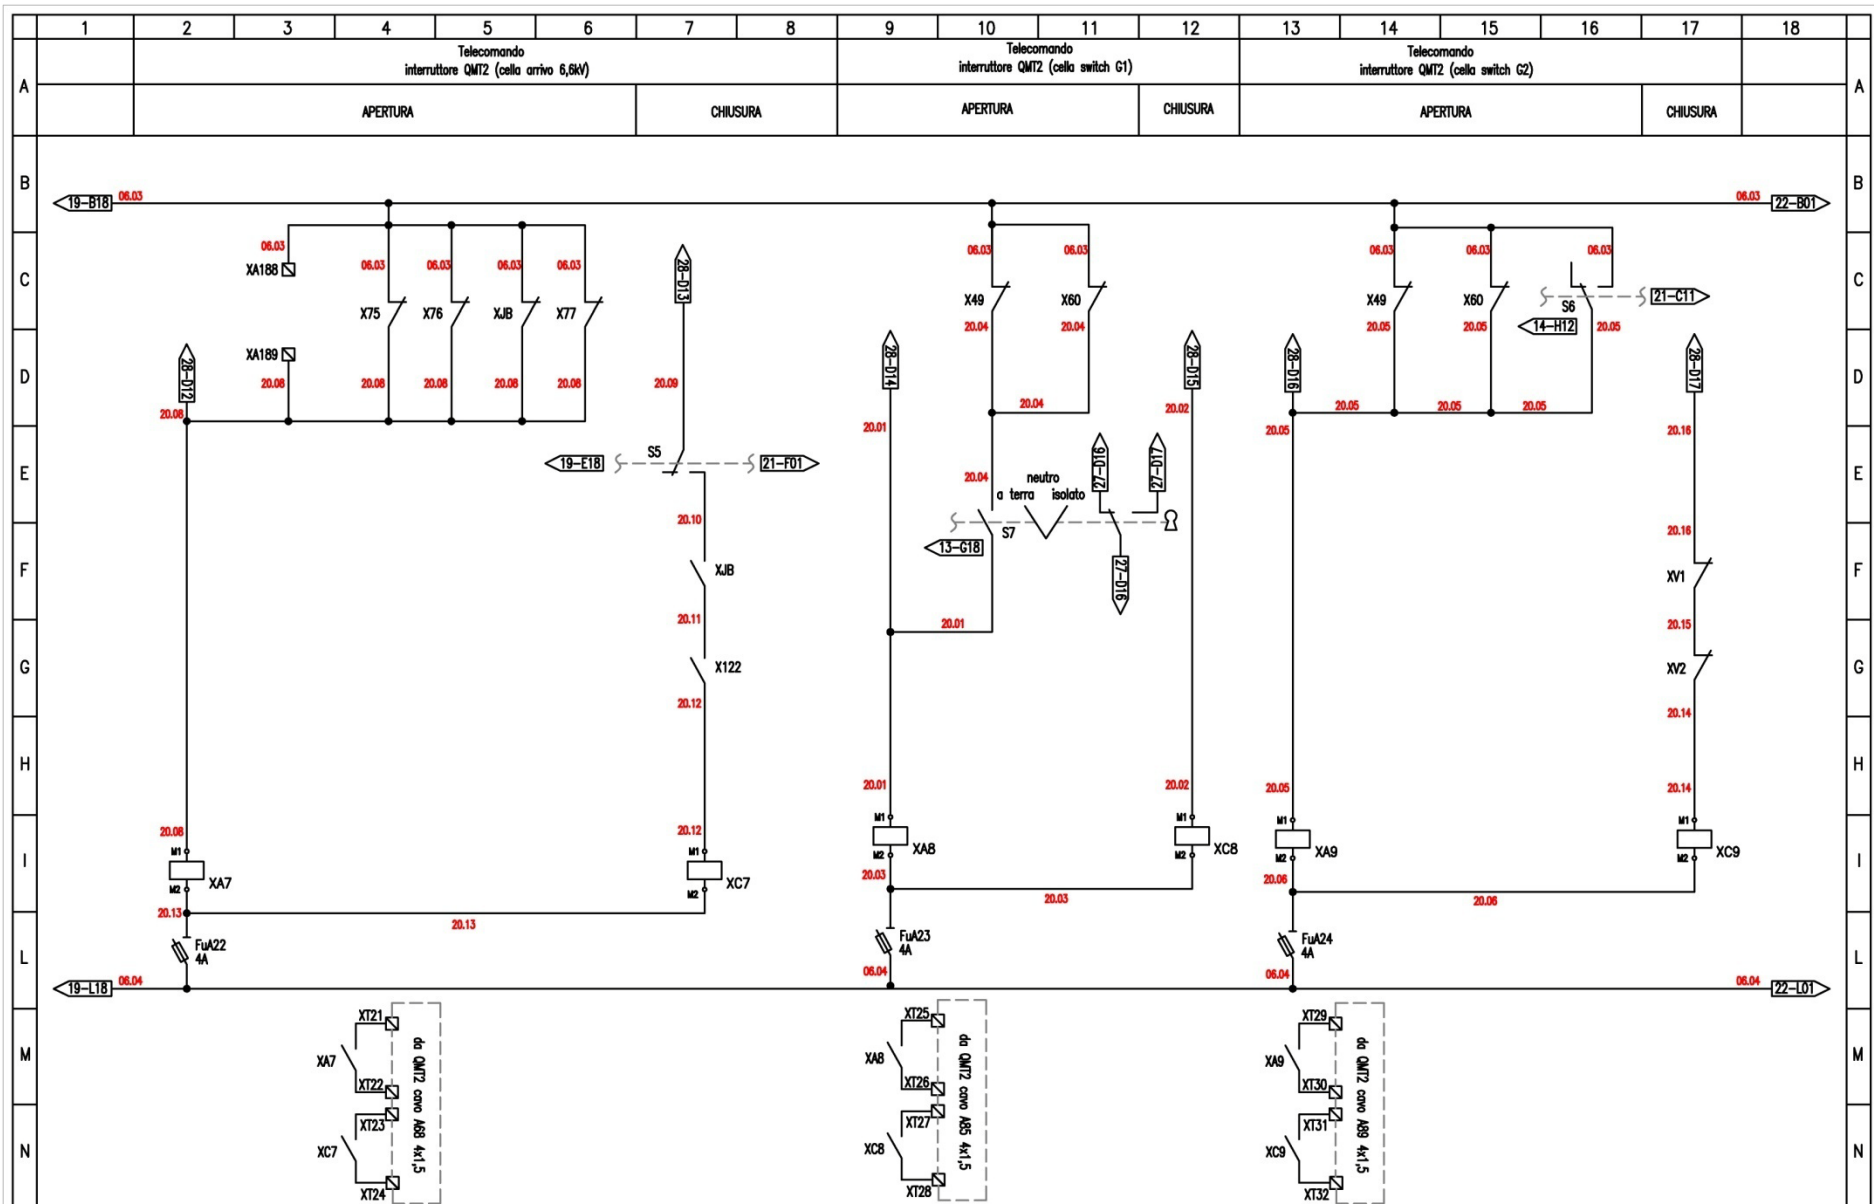 1 2 3 4 5 6 7 8 9 10 11 12 13 14 15 16 17 18
Telecomando
interruttore QMT2 (cella arrivo 6,6kV)
Telecomando
interruttore QMT2 (cella switch G1)
Telecomando
interruttore QMT2 (cella switch G2)
A A
APERTURA CHIUSURA APERTURA CHIUSURA APERTURA CHIUSURA
B B
19-B18 06.03 06.03 22-B01
06.03 06.03 06.03 06.03 06.03
06.03 06.03 06.03 06.03 06.03
C C
XA188 28-D13
X75 X76 XJB X77
X49 X60 X49 X60 S6 21-C11
20.04 20.04 20.05 20.05 14-H12 20.05
XA189
28-D12 28-D14 28-D15 28-D16 28-D17
D D
20.08 20.08 20.08 20.08 20.08 20.09
20.08 20.04 20.02 20.05 20.05 20.05
20.01 20.05 20.16
E E
19-E18 S5 21-F01
20.04 neutro
a terra isolato
27-D16 27-D17
20.10 S7 20.16
13-G18
F F
XJB 27-D16 XV1
20.11 20.01 20.15
G G
X122 XV2
20.12 20.14
H H
20.01 20.02 20.05 20.14
20.08 20.12
M1 M1 M1 M1 M1 M1
I I
XA8 XC8 XA9 XC9
M2 M2 M2 M2
XA7 XC7
M2 M2
20.03 20.06
20.03 20.06
20.13 20.13
L L
FuA22
4A
FuA23
4A
FuA24
4A
06.04 06.04
19-L18 06.04 06.04 22-L01
M M
XT21 XT25 XT29
XA7 XA8 XA9
XT22 XT26 XT30
XT23 XT27 XT31
N N
XC7 XC8 XC9
XT24 XT28 XT32
da QMT2 cavo A68 4x1,5
da QMT2 cavo A85 4x1,5
da QMT2 cavo A89 4x1,5